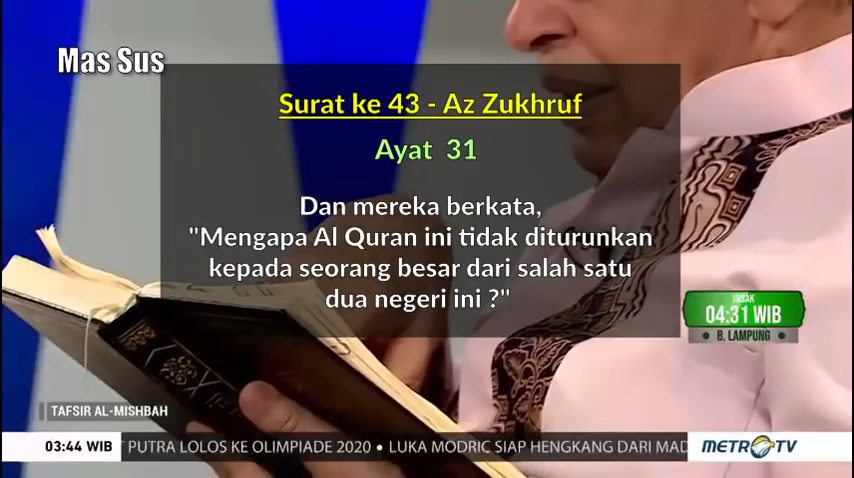 Mas Sus
Surat ke 43 - Az Zukhruf
Ayat 31
Dan mereka berkata,
"Mengapa Al Quran ini tidak diturunkan
kepada seorang besar dari salah satu
dua negeri ini ?"
IMSAK
04:31 WIB
• B. LAMPUNG •
TAFSIR AL-MISHBAH
03:44 WIB
PUTRA LOLOS KE OLIMPIADE 2020 • LUKA MODRIC SIAP HENGKANG DARI MAD
METRO TV